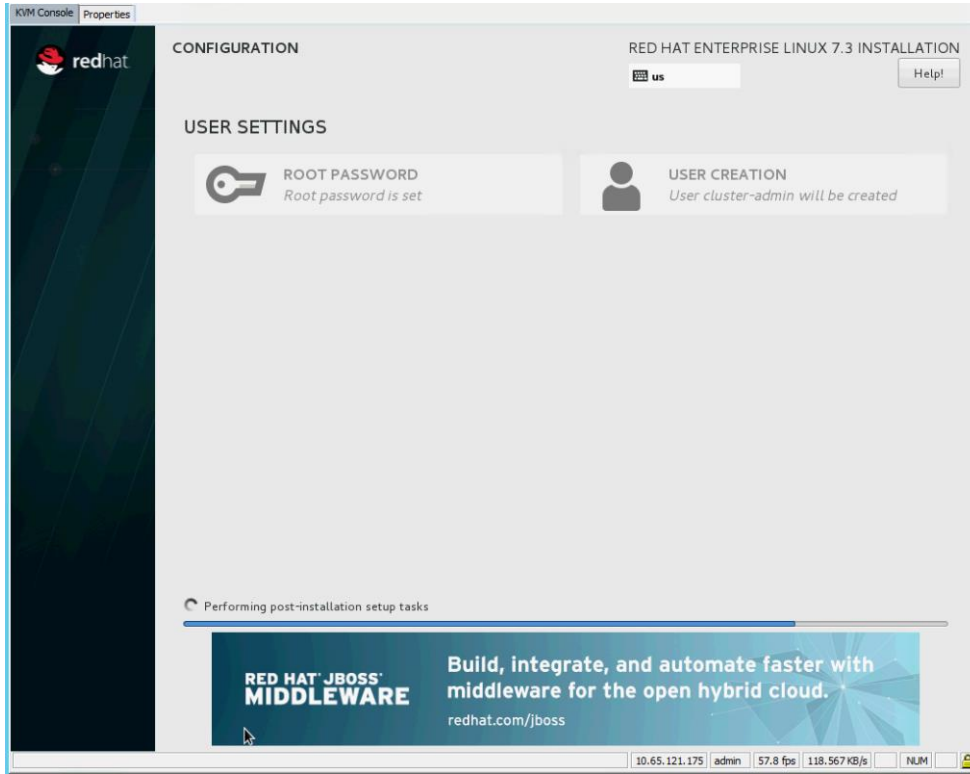 KVM Console Properties
redhat.
CONFIGURATION
RED HAT ENTERPRISE LINUX 7.3 INSTALLATION
us
Help!
USER SETTINGS
ROOT PASSWORD
Root password is set
USER CREATION
User cluster-admin will be created
Performing post-installation setup tasks
RED HAT® JBOSS®
MIDDLEWARE
Build, integrate, and automate faster with
middleware for the open hybrid cloud.
redhat.com/jboss
10.65.121.175 admin 57.8 fps 118.567 KB/s NUM